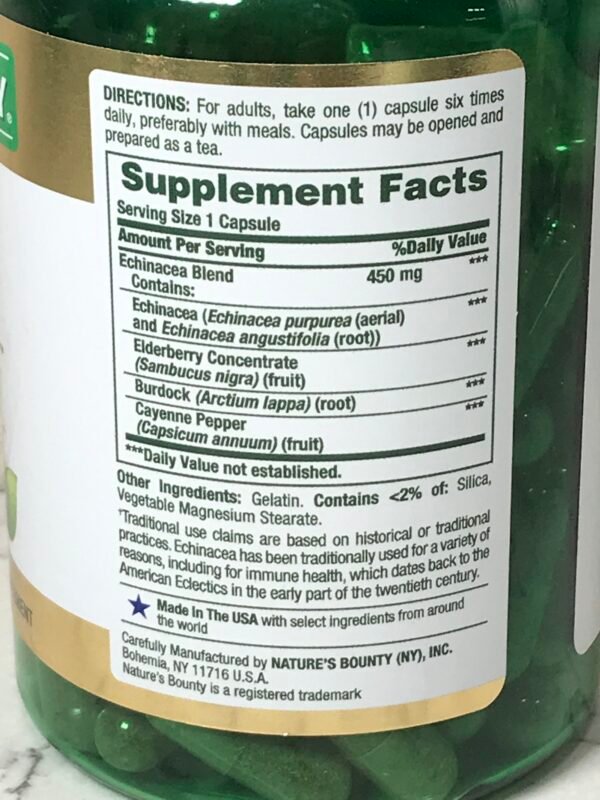 DIRECTIONS: For adults, take one (1) capsule six times
daily, preferably with meals. Capsules may be opened and
prepared as a tea.
Supplement Facts
Serving Size 1 Capsule
Amount Per Serving %Daily Value
Echinacea Blend 450 mg ***
Contains:
Echinacea (Echinacea purpurea (aerial) ***
and Echinacea angustifolia (root))
Elderberry Concentrate ***
(Sambucus nigra) (fruit)
Burdock (Arctium lappa) (root) ***
Cayenne Pepper ***
(Capsicum annuum) (fruit)
***Daily Value not established.
Other Ingredients: Gelatin. Contains <2% of: Silica,
Vegetable Magnesium Stearate.
†Traditional use claims are based on historical or traditional
practices. Echinacea has been traditionally used for a variety of
reasons, including for immune health, which dates back to the
American Eclectics in the early part of the twentieth century.
Made In The USA with select ingredients from around
the world
Carefully Manufactured by NATURE'S BOUNTY (NY), INC.
Bohemia, NY 11716 U.S.A.
Nature's Bounty is a registered trademark